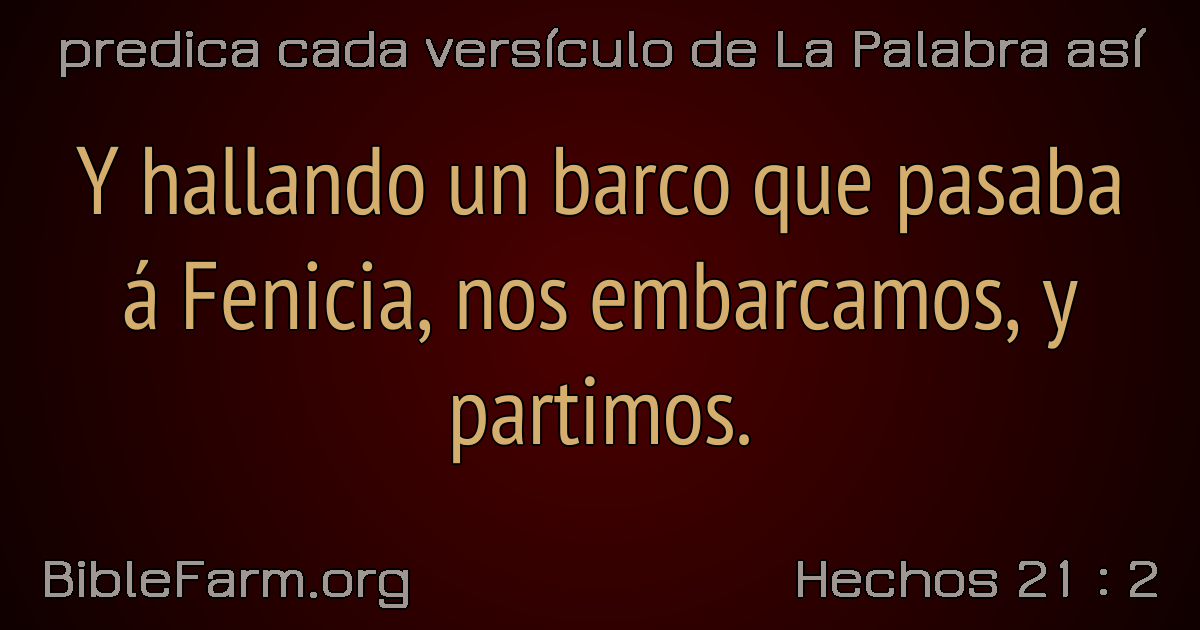 predica cada versículo de La Palabra así
Y hallando un barco que pasaba
á Fenicia, nos embarcamos, y
partimos.
BibleFarm.org
Hechos 21 : 2